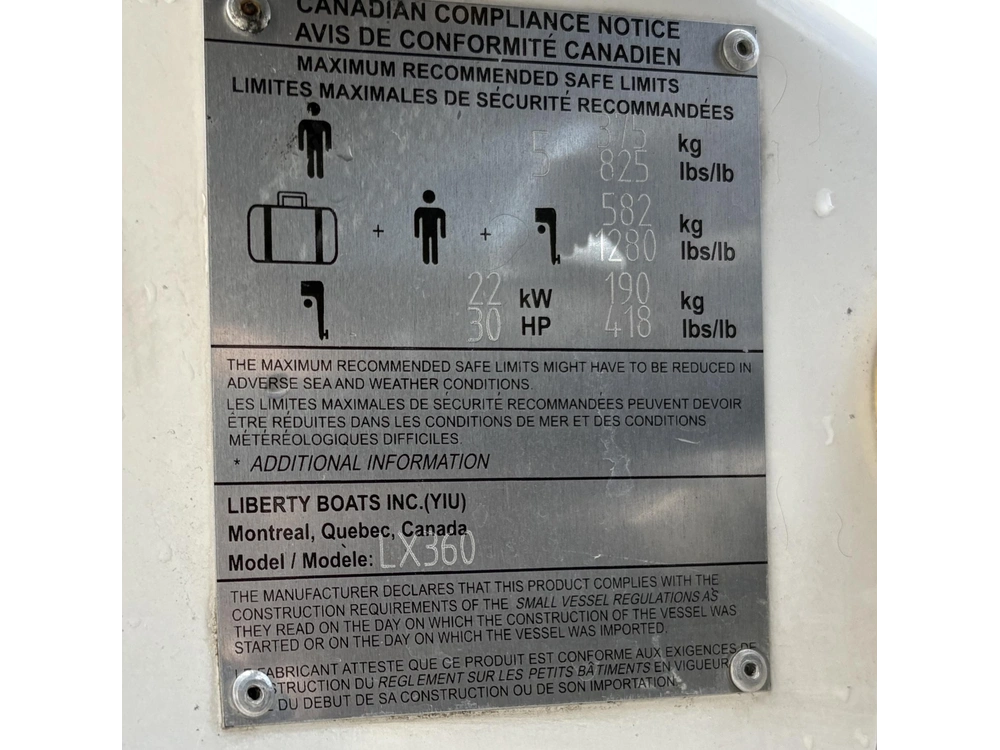 CANADIAN COMPLIANCE NOTICE
AVIS DE CONFORMITÉ CANADIEN
MAXIMUM RECOMMENDED SAFE LIMITS
LIMITES MAXIMALES DE SÉCURITÉ RECOMMANDÉES
5 375 kg
825 lbs/lb
582 kg
+ + 1280 lbs/lb
22 kW 190 kg
30 HP 418 lbs/lb
THE MAXIMUM RECOMMENDED SAFE LIMITS MIGHT HAVE TO BE REDUCED IN
ADVERSE SEA AND WEATHER CONDITIONS.
LES LIMITES MAXIMALES DE SÉCURITÉ RECOMMANDÉES PEUVENT DEVOIR
ÊTRE RÉDUITES DANS LES CONDITIONS DE MER ET DES CONDITIONS
MÉTÉRÉOLOGIQUES DIFFICILES.
* ADDITIONAL INFORMATION
LIBERTY BOATS INC.(YIU)
Montreal, Quebec, Canada
Model / Modèle: LX360
THE MANUFACTURER DECLARES THAT THIS PRODUCT COMPLIES WITH THE
CONSTRUCTION REQUIREMENTS OF THE SMALL VESSEL REGULATIONS AS
THEY READ ON THE DAY ON WHICH THE CONSTRUCTION OF THE VESSEL WAS
STARTED OR ON THE DAY ON WHICH THE VESSEL WAS IMPORTED.
FABRICANT ATTESTE QUE CE PRODUIT EST CONFORME AUX EXIGENCES DE
STRUCTION DU REGLEMENT SUR LES PETITS BÂTIMENTS EN VIGUEUR
DU DEBUT DE SA CONSTRUCTION OU DE SON IMPORTATION.